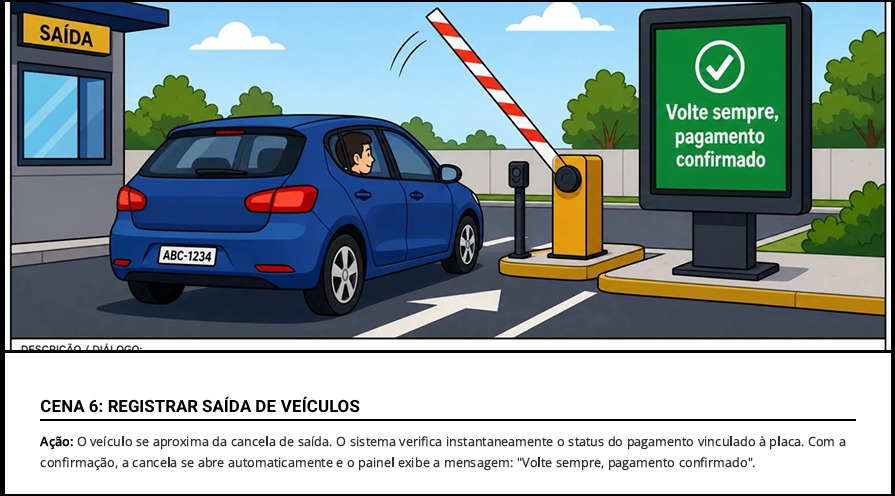 SAÍDA
Volte sempre,
pagamento
confirmado
ABC-1234
DESCRIÇÃO / DIÁLOGO:
CENA 6: REGISTRAR SAÍDA DE VEÍCULOS
Ação: O veículo se aproxima da cancela de saída. O sistema verifica instantaneamente o status do pagamento vinculado à placa. Com a
confirmação, a cancela se abre automaticamente e o painel exibe a mensagem: "Volte sempre, pagamento confirmado".